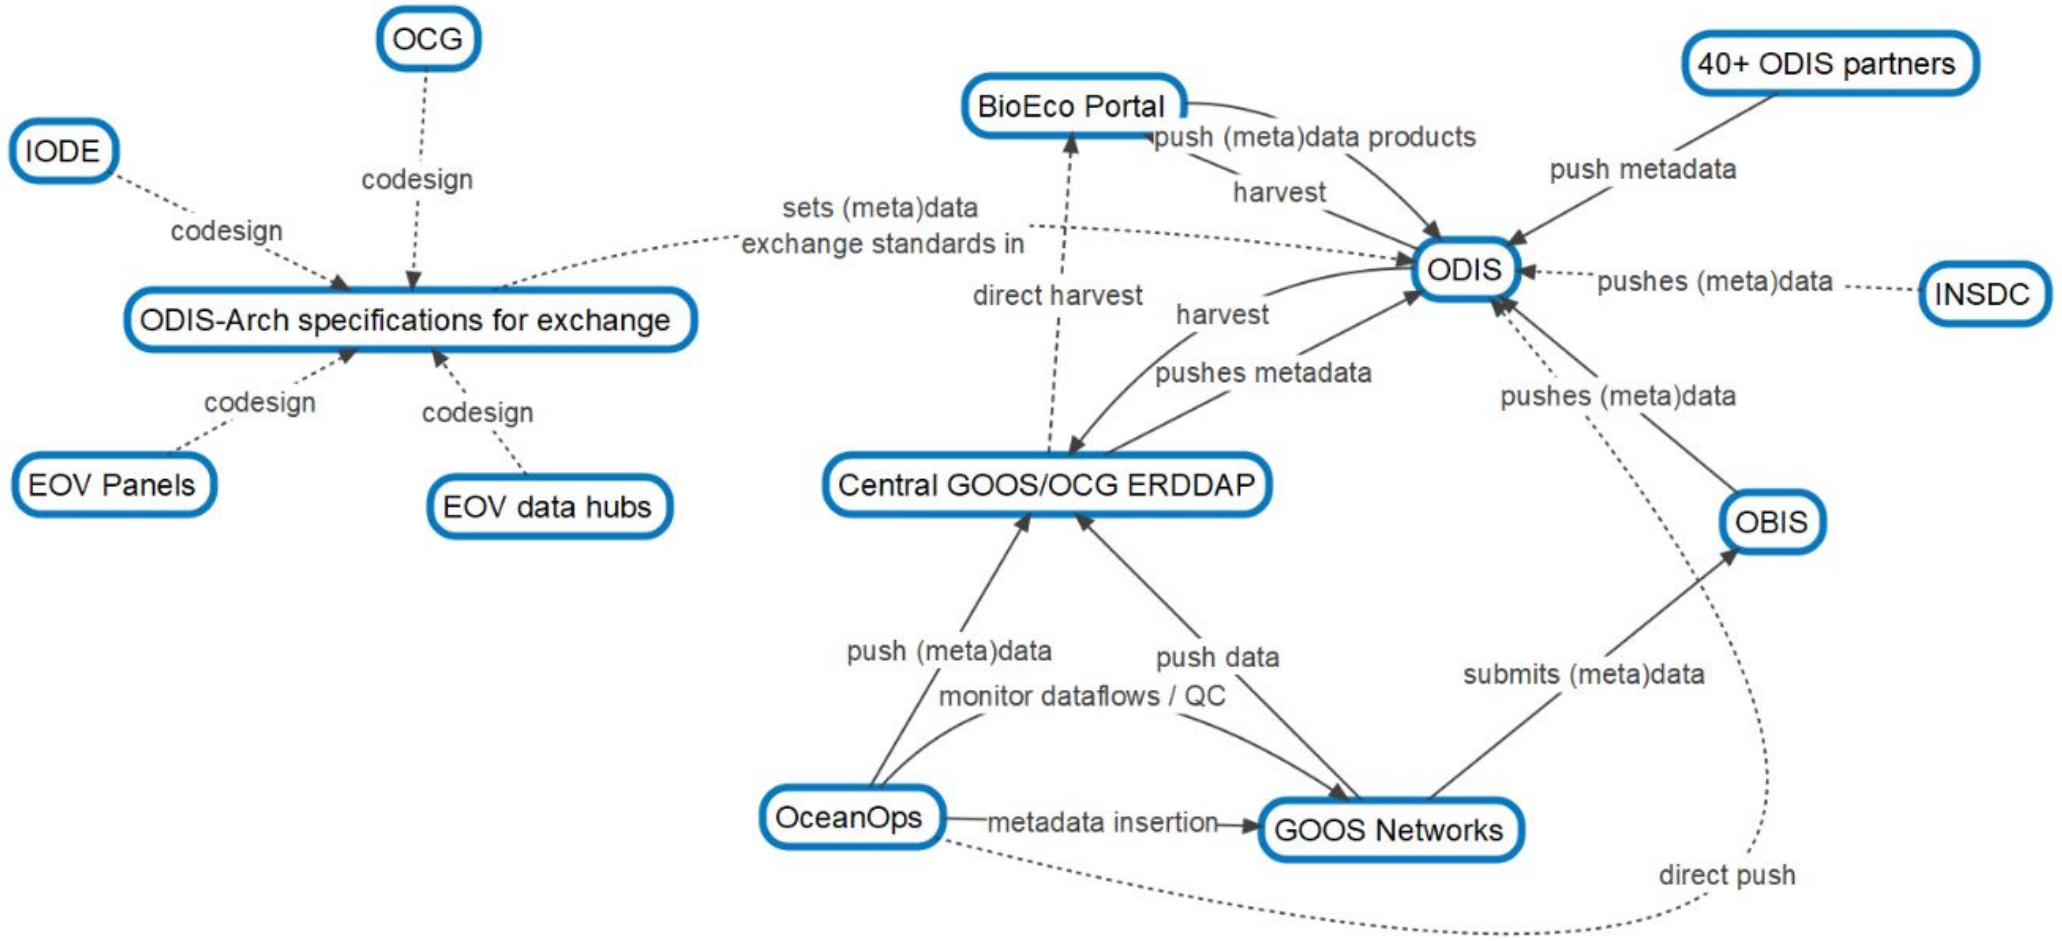 OCG
40+ ODIS partners
BioEco Portal
push (meta)data products
IODE
codesign
push metadata
harvest
sets (meta)data
exchange standards in
codesign
ODIS
pushes (meta)data
INSDC
direct harvest
harvest
ODIS-Arch specifications for exchange
pushes metadata
codesign
codesign
pushes (meta)data
EOV Panels
EOV data hubs
Central GOOS/OCG ERDDAP
OBIS
push (meta)data
push data
submits (meta)data
monitor dataflows / QC
OceanOps
metadata insertion
GOOS Networks
direct push